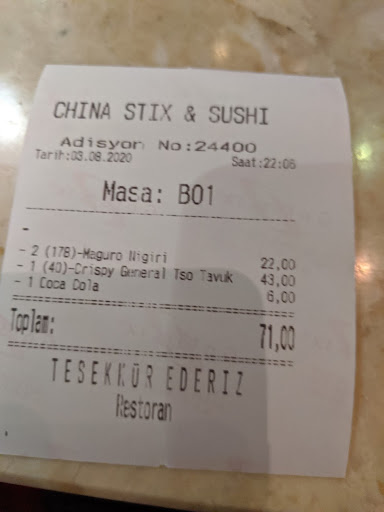 CHINA STIX & SUSHI
Adisyon No:24400
Tarih:03.08.2020 Saat:22:06
Masa: B01
-
- 2 (17B)-Maguro Nigiri 22,00
- 1 (40)-Crispy General Tso Tavuk 43,00
- 1 Coca Cola 6,00
Toplam: 71,00
TESEKKÜR EDERIZ
Restoran